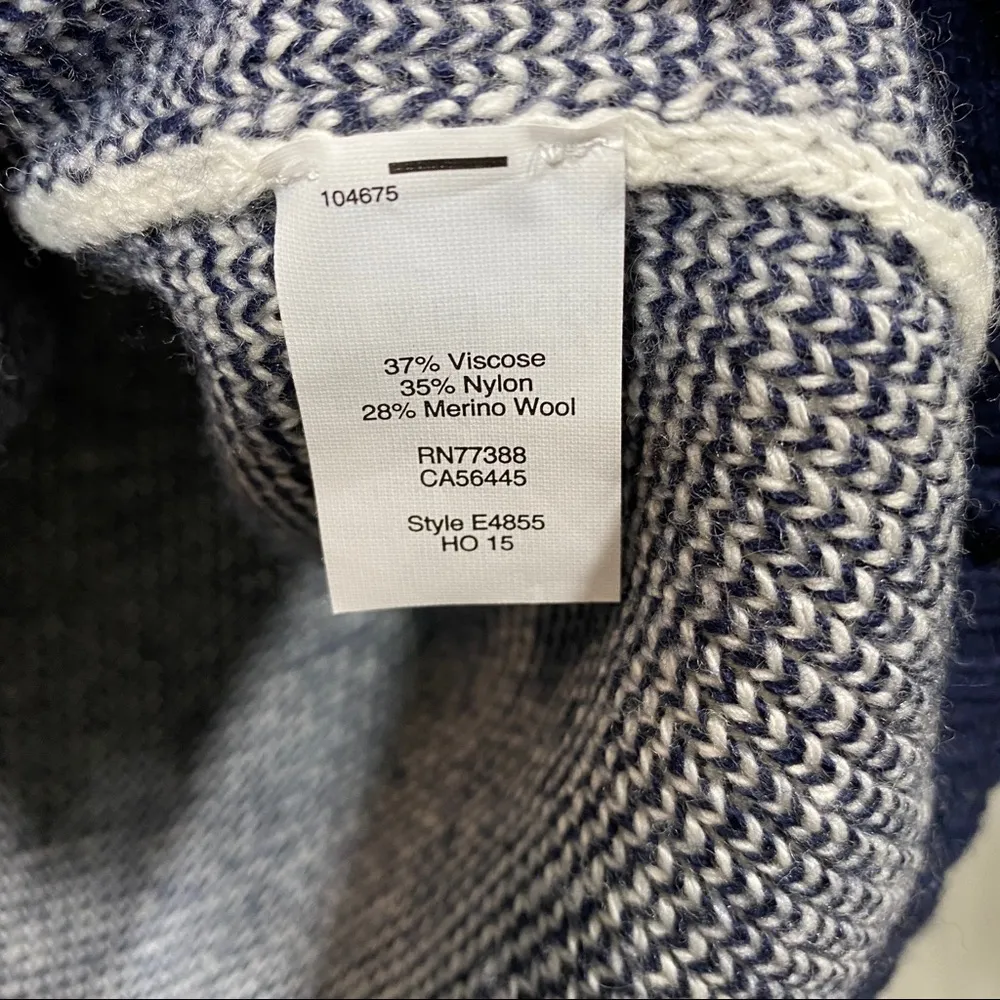 104675
37% Viscose
35% Nylon
28% Merino Wool
RN77388
CA56445
Style E4855
HO 15